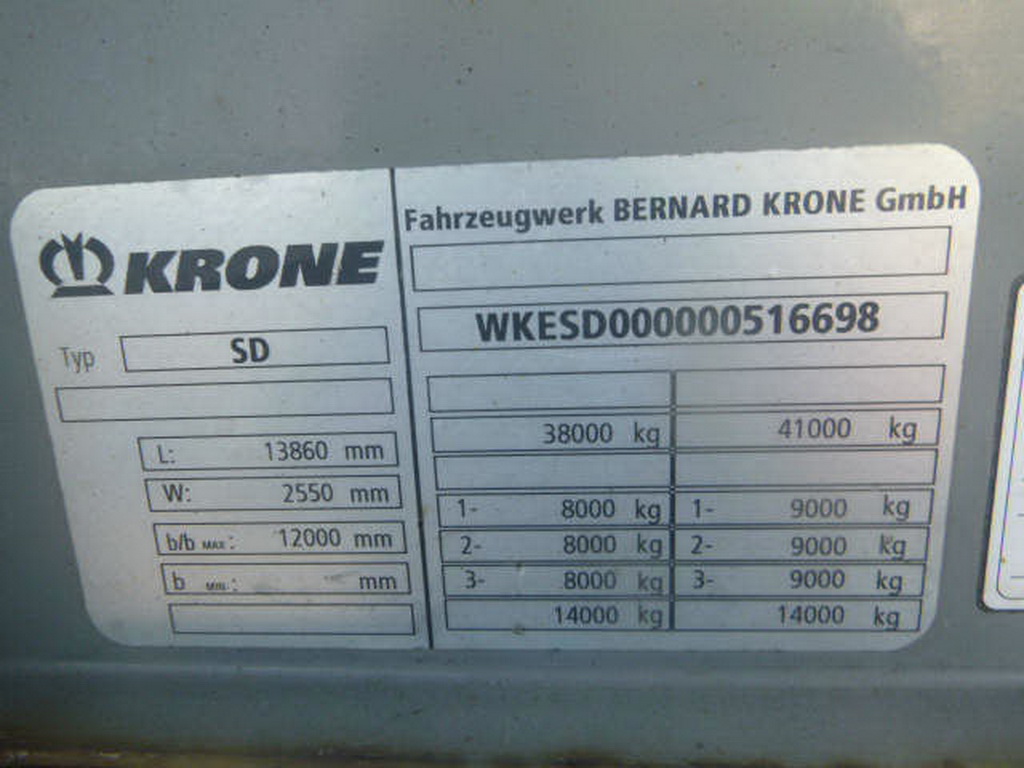 KRONE
Typ SD
L: 13860 mm
W: 2550 mm
b/b MAX: 12000 mm
b MIN.: mm
Fahrzeugwerk BERNARD KRONE GmbH
WKESD000000516698
38000 kg 41000 kg
1- 8000 kg 1- 9000 kg
2- 8000 kg 2- 9000 kg
3- 8000 kg 3- 9000 kg
14000 kg 14000 kg